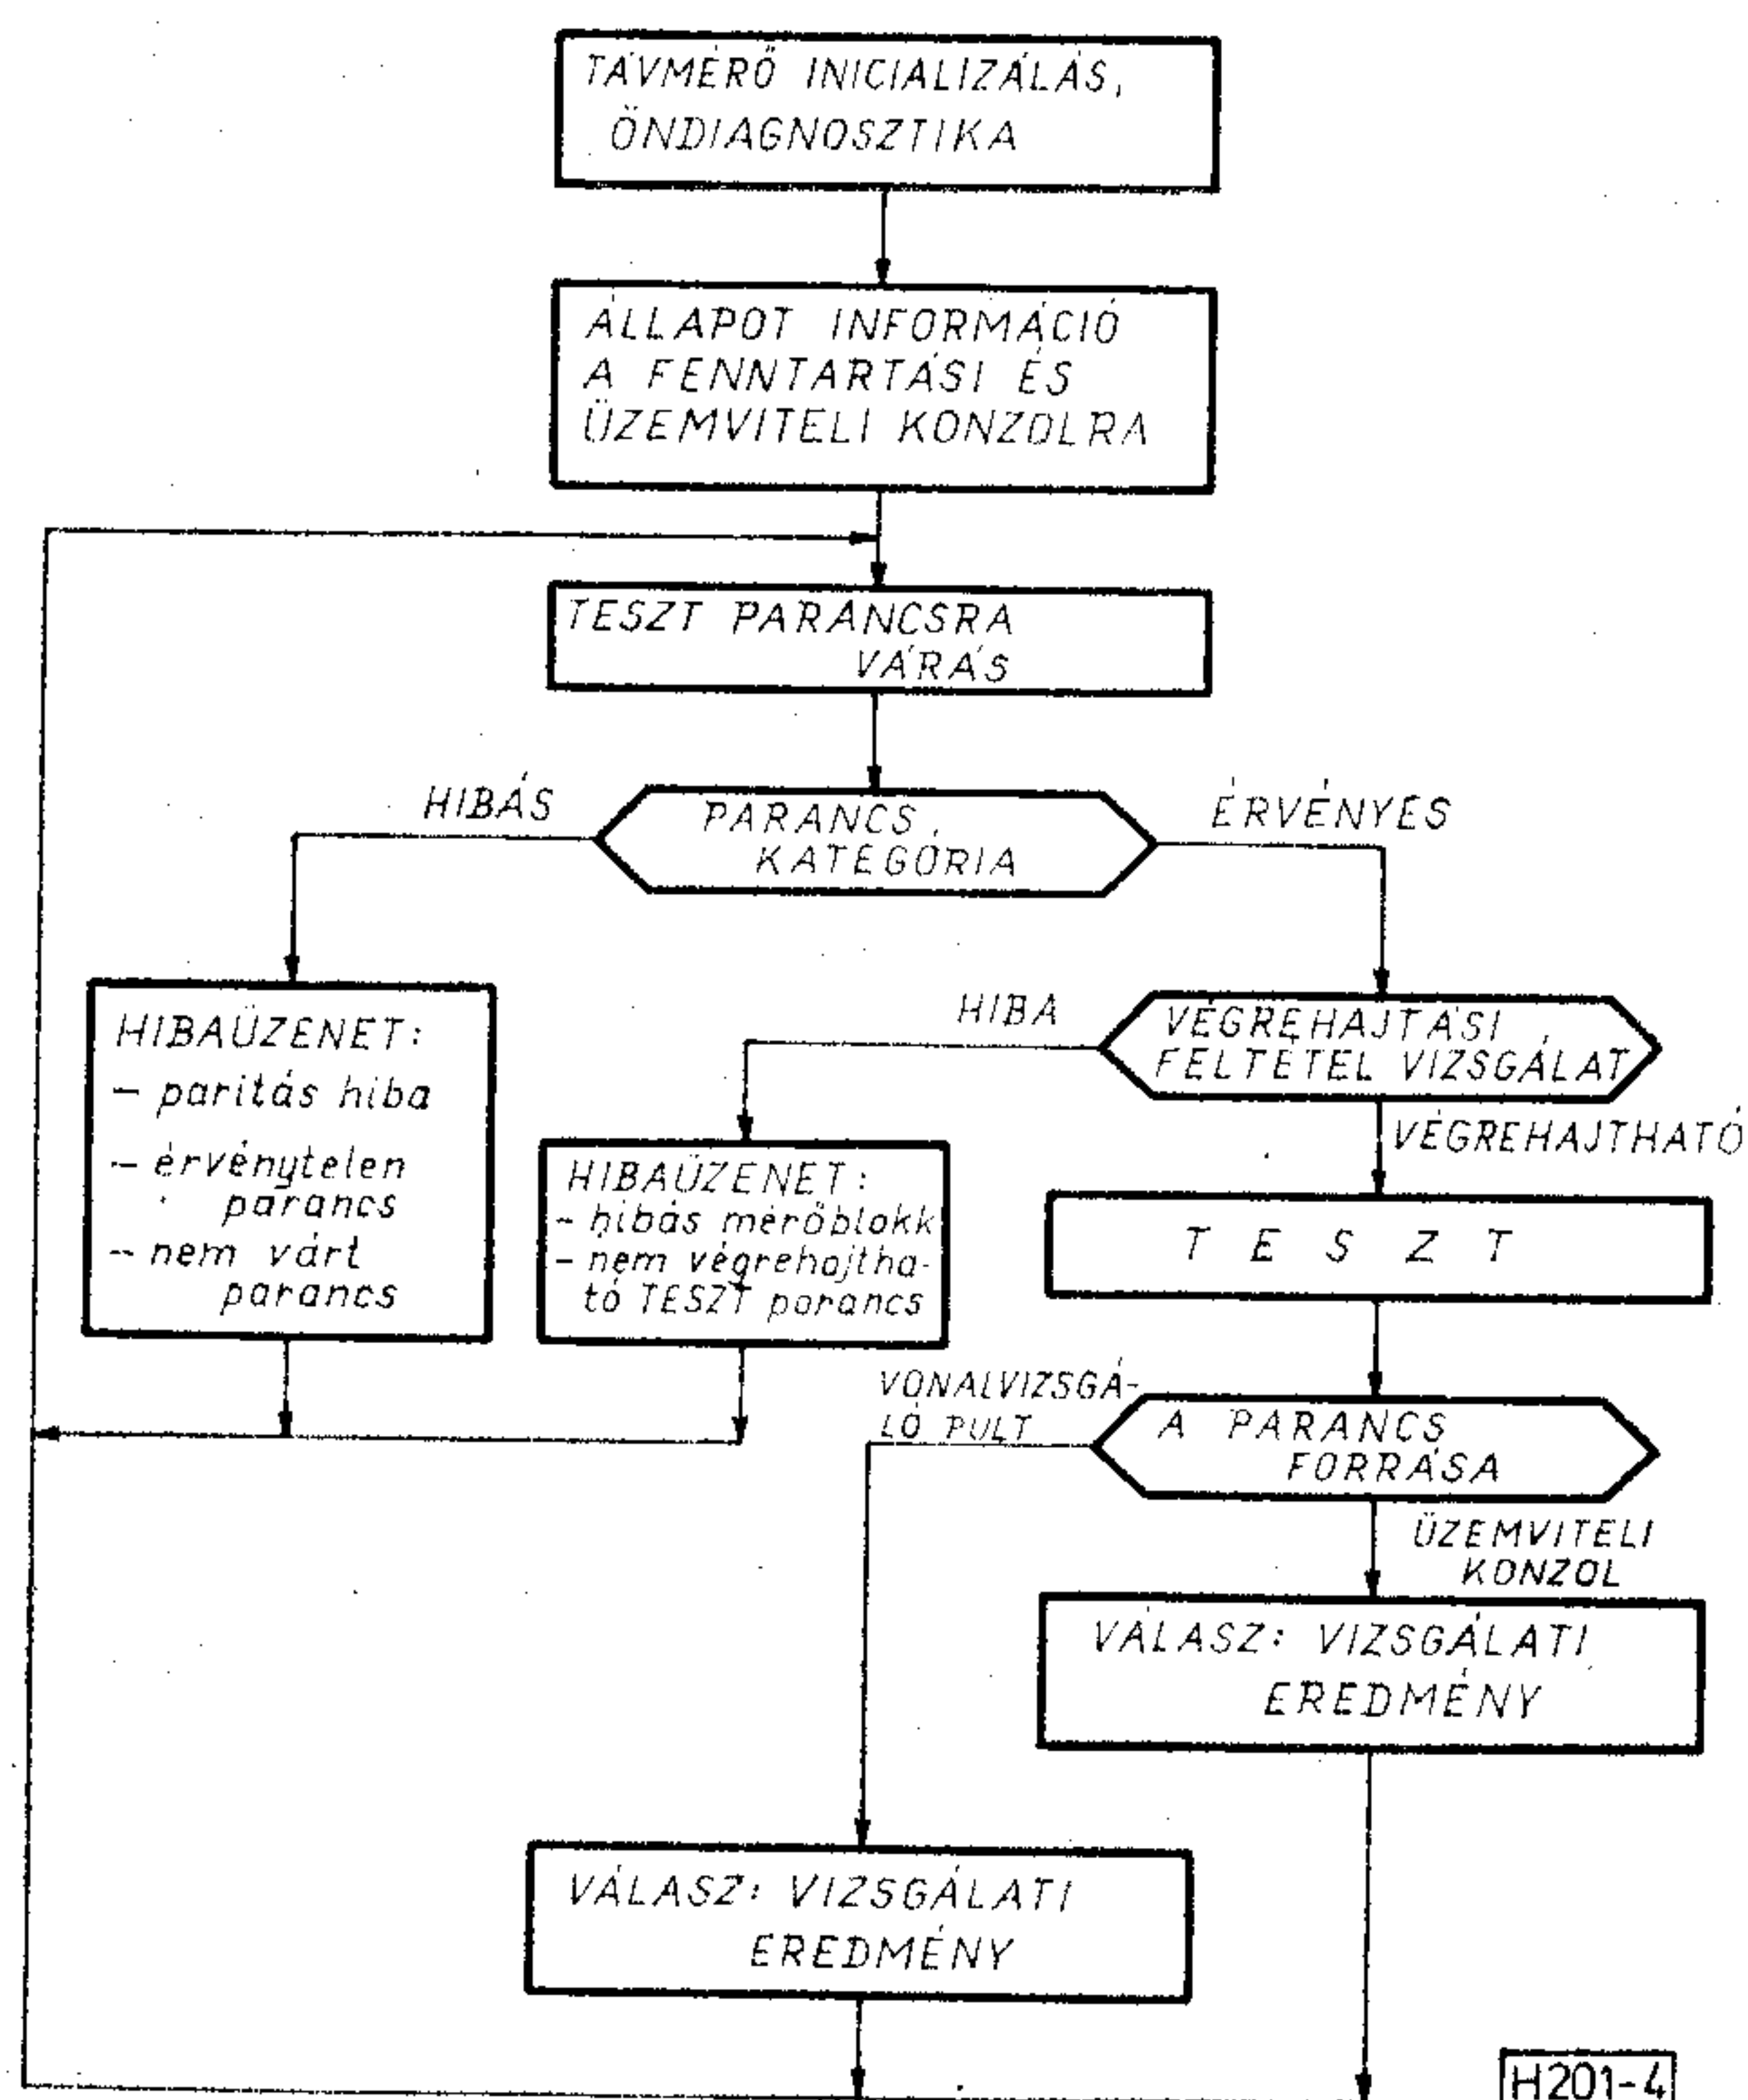 TÁVMÉRŐ INICIALIZÁLÁS,
ÖNDIAGNOSZTIKA
ÁLLAPOT INFORMÁCIÓ
A FENNTARTÁSI ÉS
ÜZEMVITELI KONZOLRA
TESZT PARANCSRA
VÁRÁS
HIBÁS
PARANCS
KATEGÓRIA
ÉRVÉNYES
HIBAÜZENET:
- paritás hiba
- érvénytelen
parancs
- nem várt
parancs
HIBA
VÉGREHAJTÁSI
FELTÉTEL VIZSGÁLAT
VÉGREHAJTHATÓ
HIBAÜZENET:
- hibás mérőblokk
- nem végrehajtha-
tó TESZT parancs
T E S Z T
VONALVIZSGÁ-
LÓ PULT
A PARANCS
FORRÁSA
ÜZEMVITELI
KONZOL
VÁLASZ: VIZSGÁLATI
EREDMÉNY
VÁLASZ: VIZSGÁLATI
EREDMÉNY
H201-4